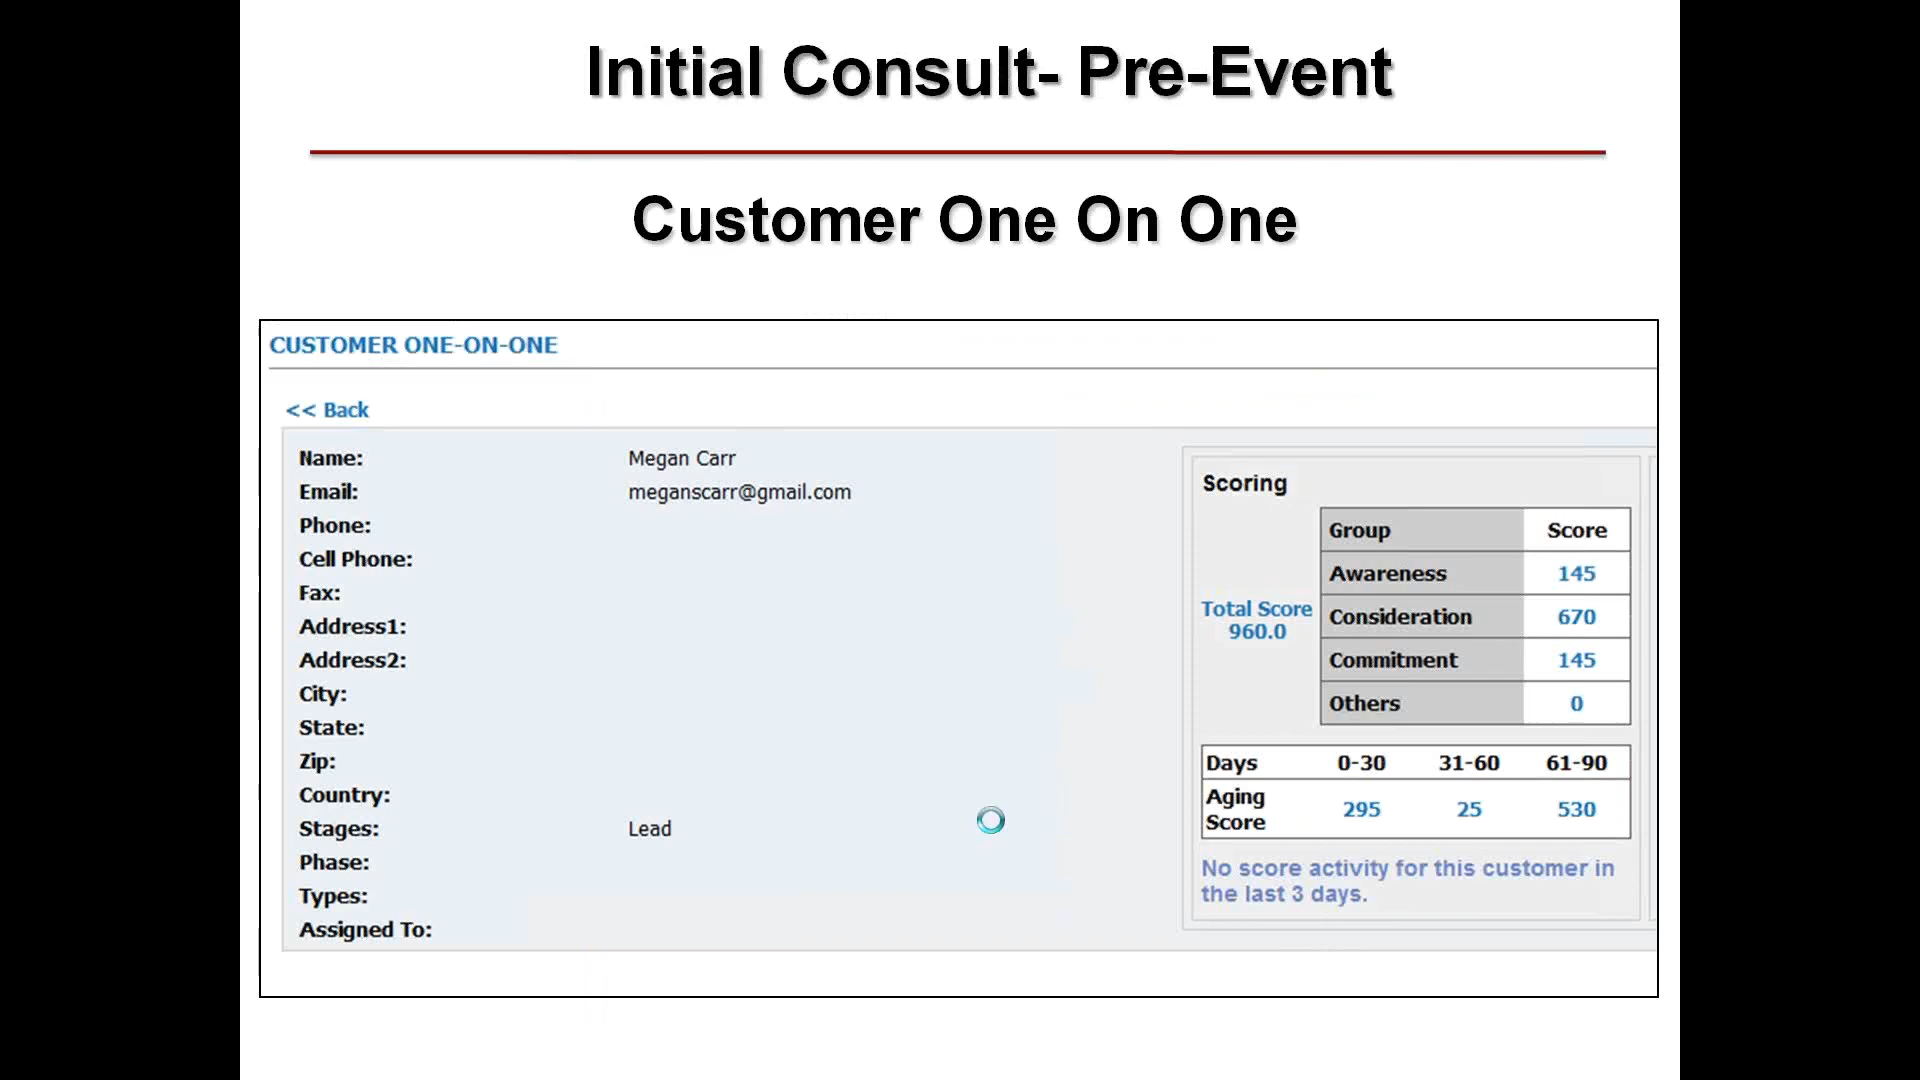 Initial Consult- Pre-Event
Customer One On One
CUSTOMER ONE-ON-ONE
<< Back
Name: Megan Carr
Email: meganscarr@gmail.com
Phone:
Cell Phone:
Fax:
Address1:
Address2:
City:
State:
Zip:
Country:
Stages: Lead
Phase:
Types:
Assigned To:
Scoring
Total Score
960.0
Group Score
Awareness 145
Consideration 670
Commitment 145
Others 0
Days 0-30 31-60 61-90
Aging Score 295 25 530
No score activity for this customer in
the last 3 days.